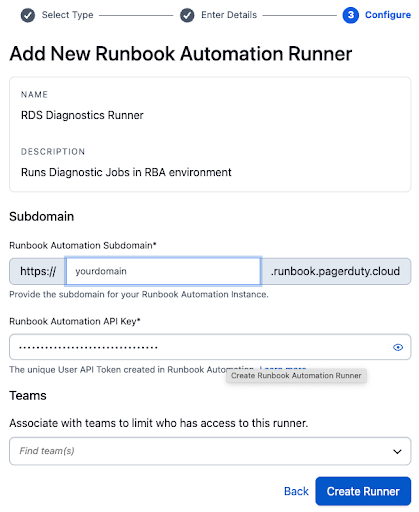 Select Type
Enter Details
3 Configure
Add New Runbook Automation Runner
NAME
RDS Diagnostics Runner
DESCRIPTION
Runs Diagnostic Jobs in RBA environment
Subdomain
Runbook Automation Subdomain*
https:// yourdomain .runbook.pagerduty.cloud
Provide the subdomain for your Runbook Automation Instance.
Runbook Automation API Key*
••••••••••••••••••••••••••••••••
The unique User API Token created in Runbook Automation. Learn more
Create Runbook Automation Runner
Teams
Associate with teams to limit who has access to this runner.
Find team(s)
Back Create Runner